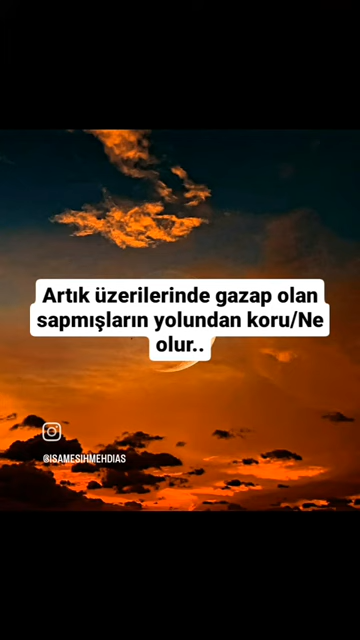 Artık üzerilerinde gazap olan
sapmışların yolundan koru/Ne
olur..
@ISAMESIHMEHDIAS